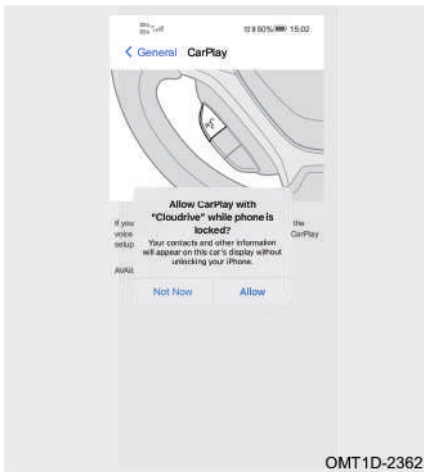 80% 15:02
General CarPlay
Allow CarPlay with
"Cloudrive" while phone is
locked?
If you the
voice CarPlay
setup
Your contacts and other information
will appear on this car's display without
unlocking your iPhone.
Not Now Allow
OMT1D-2362